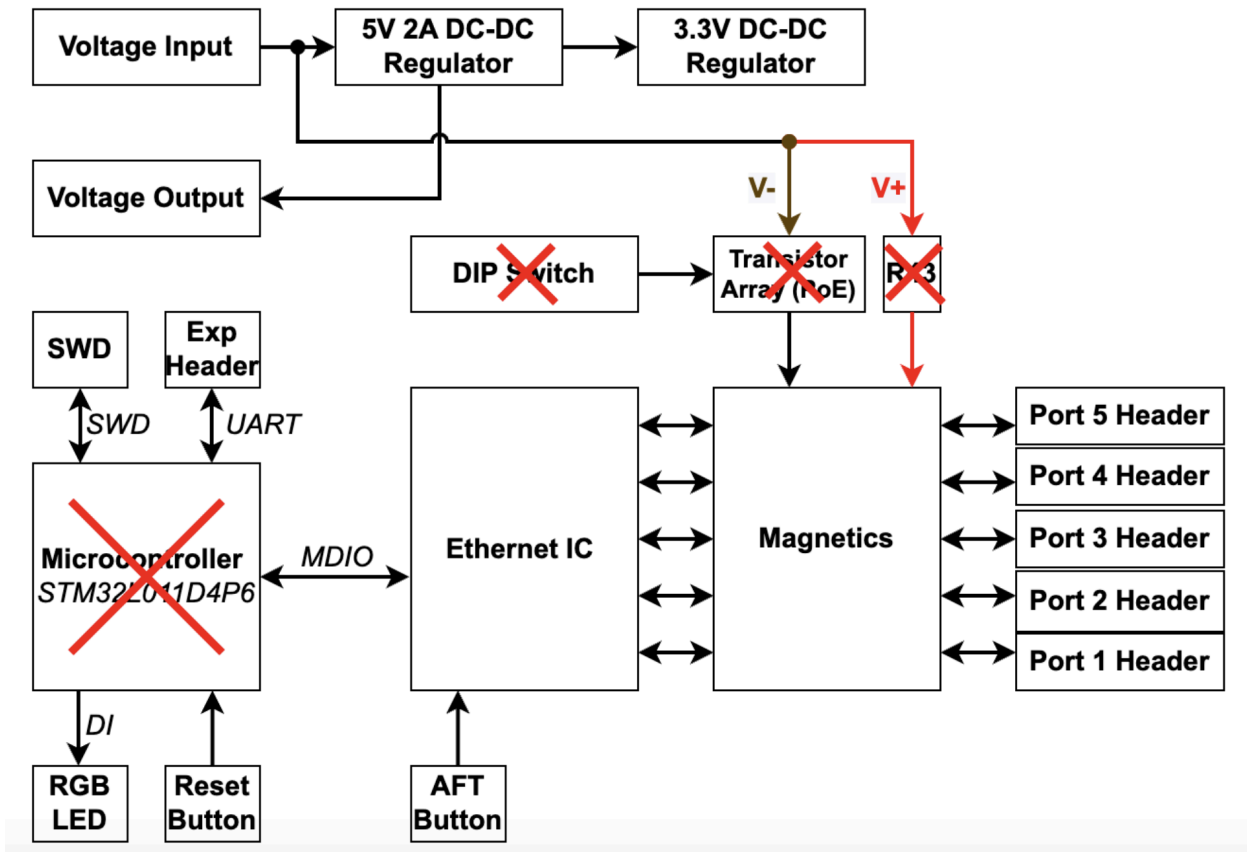 Voltage Input
5V 2A DC-DC
Regulator
3.3V DC-DC
Regulator
Voltage Output
V-
V+
DIP Switch
Transistor
Array (PoE)
SWD
Exp
Header
SWD
UART
Port 5 Header
Port 4 Header
Port 3 Header
Port 2 Header
Port 1 Header
Microcontroller
STM32L011D4P6
MDIO
Ethernet IC
Magnetics
DI
RGB
LED
Reset
Button
AFT
Button